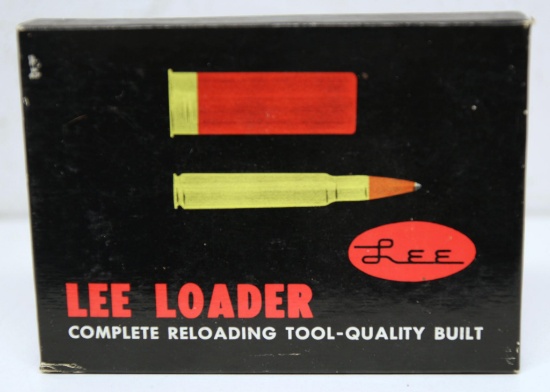 Lee
LEE LOADER
COMPLETE RELOADING TOOL-QUALITY BUILT